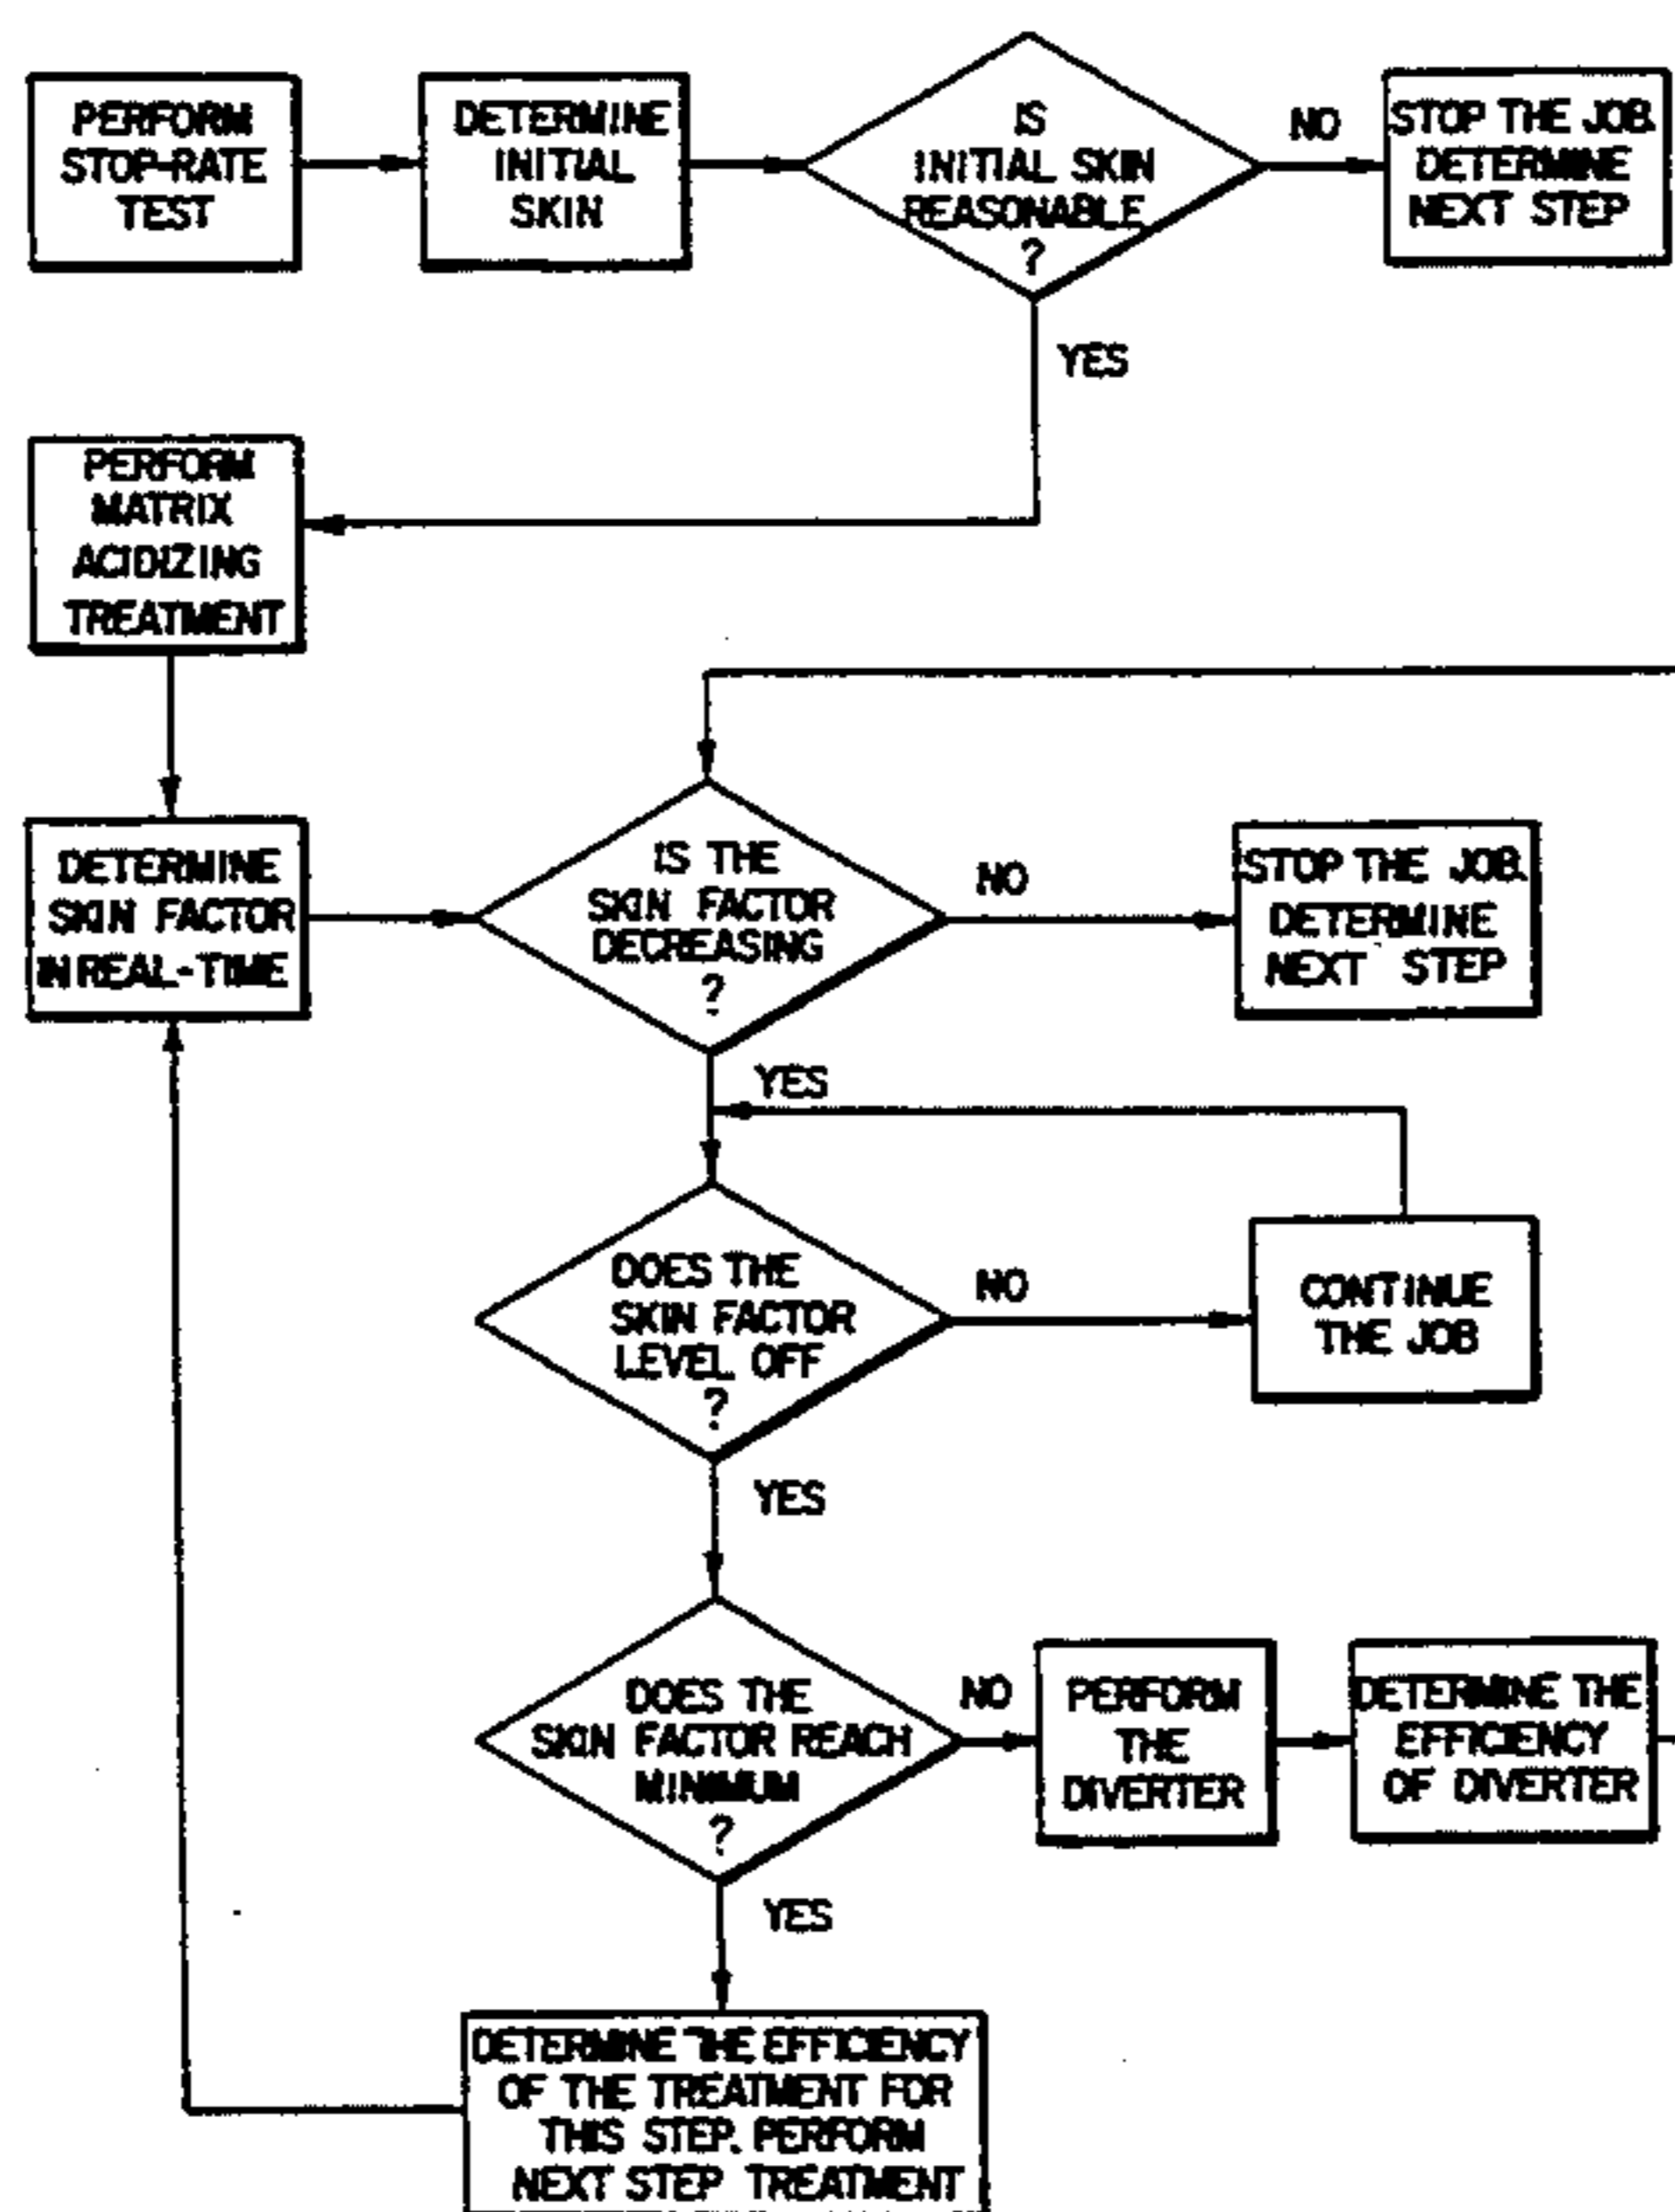 PERFORM
STOP-RATE
TEST
DETERMINE
INITIAL
SKIN
IS
INITIAL SKIN
REASONABLE
?
NO
STOP THE JOB.
DETERMINE
NEXT STEP
YES
PERFORM
MATRIX
ACIDIZING
TREATMENT
DETERMINE
SKIN FACTOR
IN REAL-TIME
IS THE
SKIN FACTOR
DECREASING
?
NO
STOP THE JOB.
DETERMINE
NEXT STEP
YES
DOES THE
SKIN FACTOR
LEVEL OFF
?
NO
CONTINUE
THE JOB
YES
DOES THE
SKIN FACTOR REACH
MINIMUM
?
NO
PERFORM
THE
DIVERTER
DETERMINE THE
EFFICIENCY
OF DIVERTER
YES
DETERMINE THE EFFICIENCY
OF THE TREATMENT FOR
THIS STEP. PERFORM
NEXT STEP TREATMENT